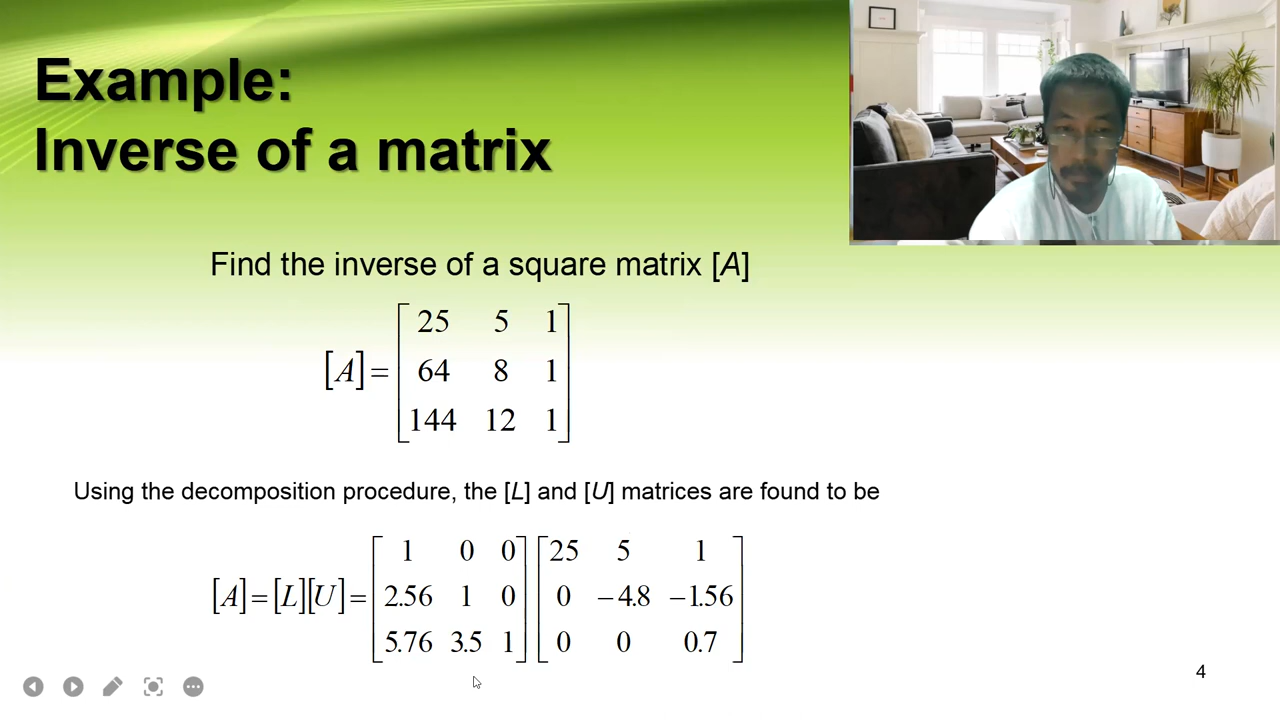 Example:
Inverse of a matrix
Find the inverse of a square matrix [A]
[A] = [25 5 1
64 8 1
144 12 1]
Using the decomposition procedure, the [L] and [U] matrices are found to be
[A] = [L][U] = [1 0 0] [25 5 1]
[2.56 1 0] [0 −4.8 −1.56]
[5.76 3.5 1] [0 0 0.7]
4